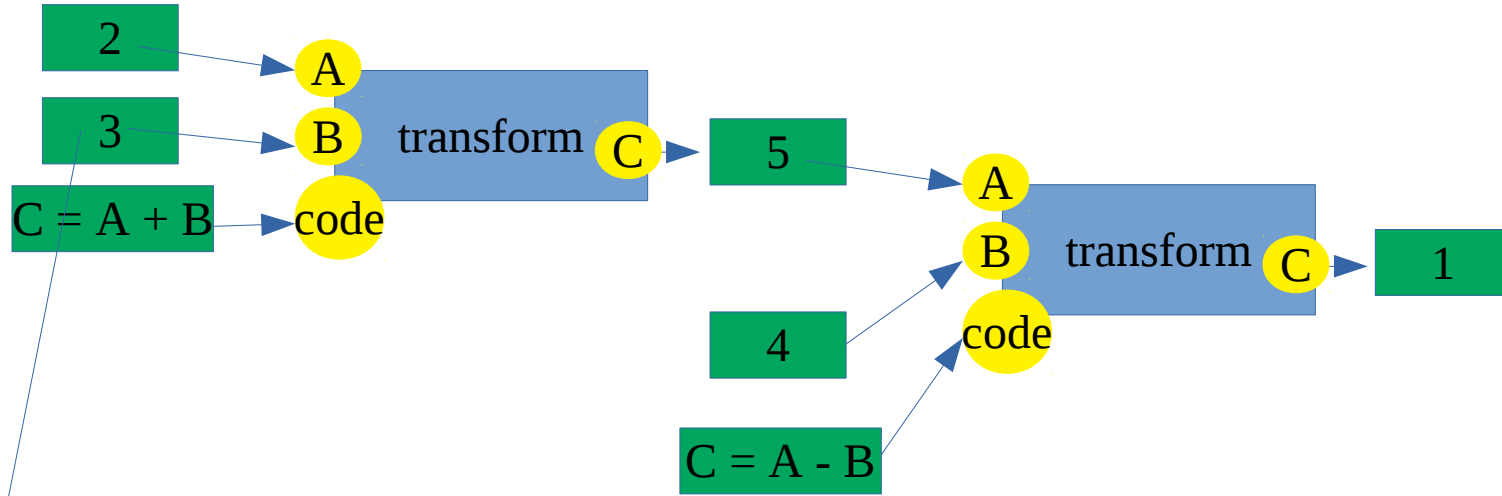 2
A
3
B
transform
C
C = A + B
code
5
A
B
transform
C
1
4
code
C = A - B